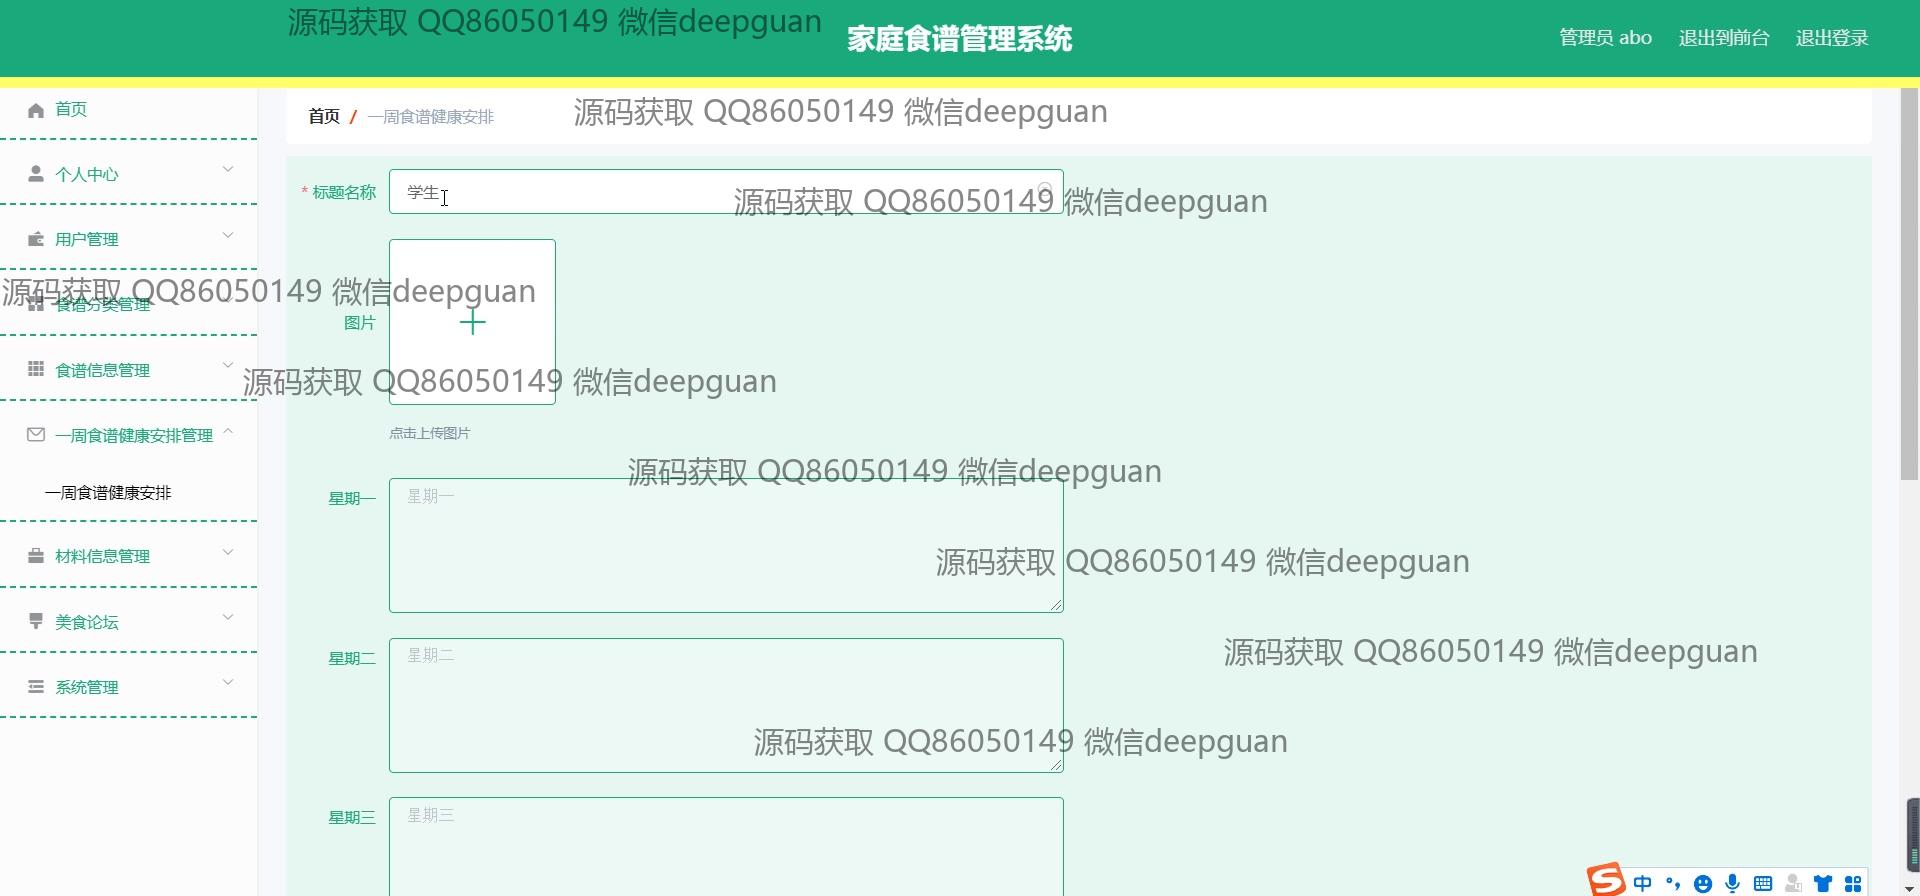 源码获取 QQ86050149 微信deepguan
家庭食谱管理系统
管理员 abo
退出到前台
退出登录
首页
首页 / 一周食谱健康安排
源码获取 QQ86050149 微信deepguan
个人中心
* 标题名称
学生
源码获取 QQ86050149 微信deepguan
用户管理
源码获取 QQ86050149 微信deepguan
食谱分类管理
图片
食谱信息管理
源码获取 QQ86050149 微信deepguan
一周食谱健康安排管理
点击上传图片
源码获取 QQ86050149 微信deepguan
一周食谱健康安排
星期一
星期一
材料信息管理
源码获取 QQ86050149 微信deepguan
美食论坛
星期二
星期二
源码获取 QQ86050149 微信deepguan
系统管理
源码获取 QQ86050149 微信deepguan
星期三
星期三
中